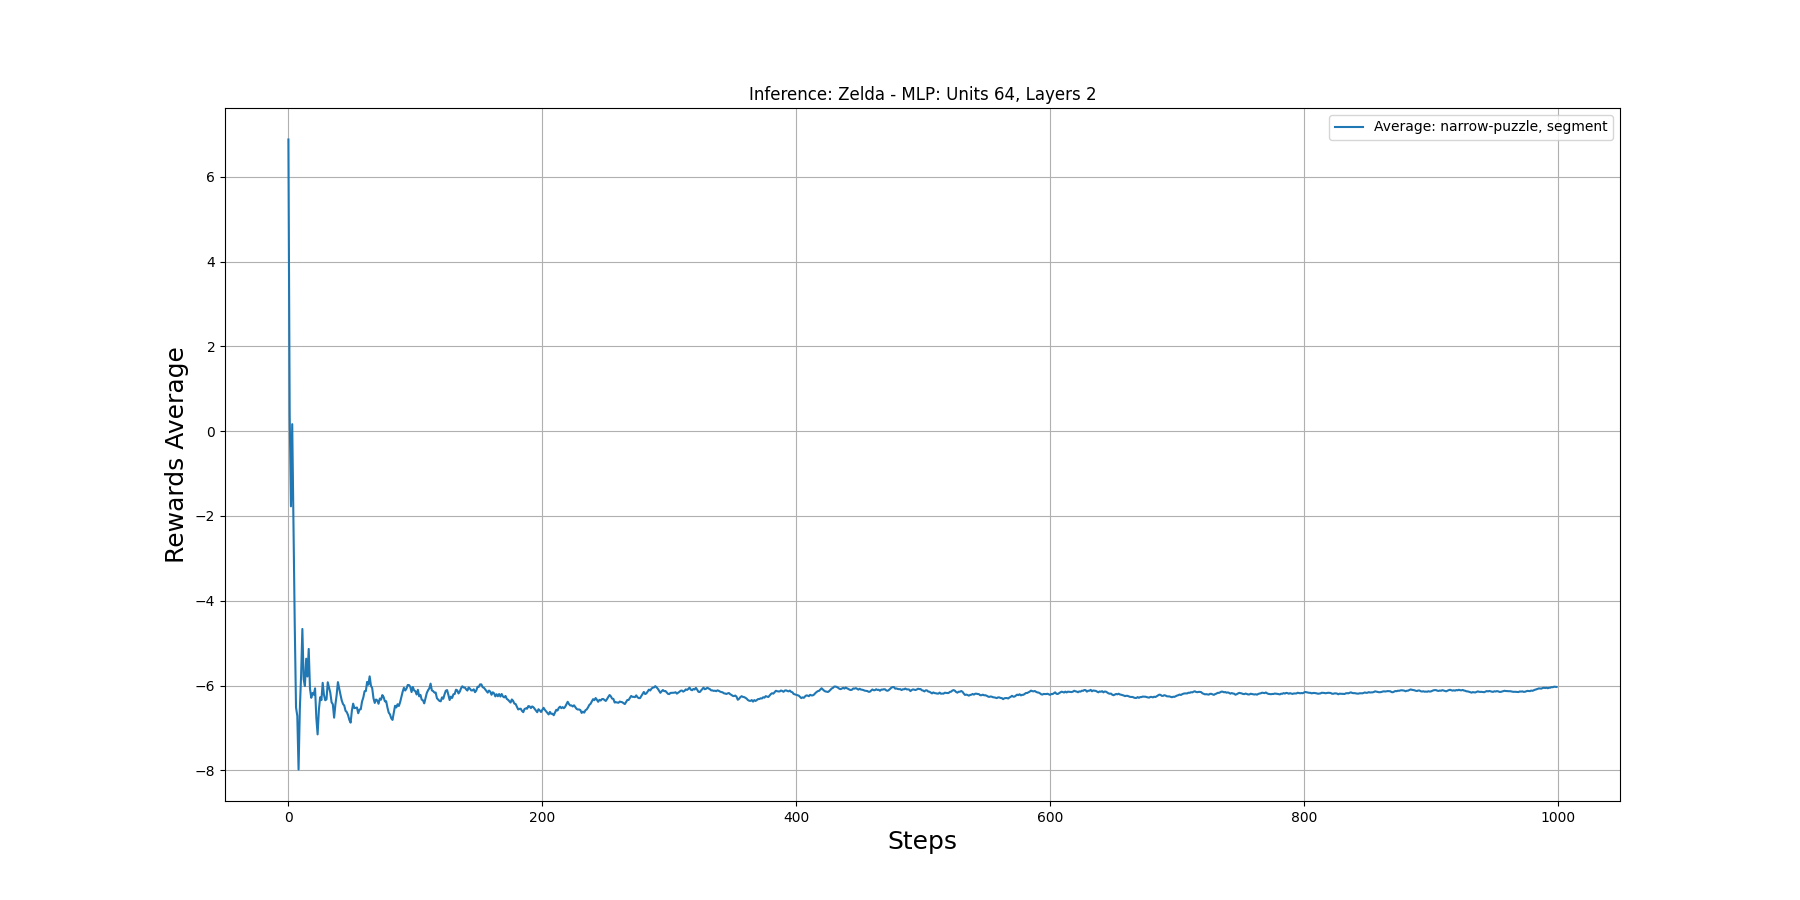 Inference: Zelda - MLP: Units 64, Layers 2
Average: narrow-puzzle, segment
Rewards Average
6
4
2
0
−2
−4
−6
−8
0 200 400 600 800 1000
Steps